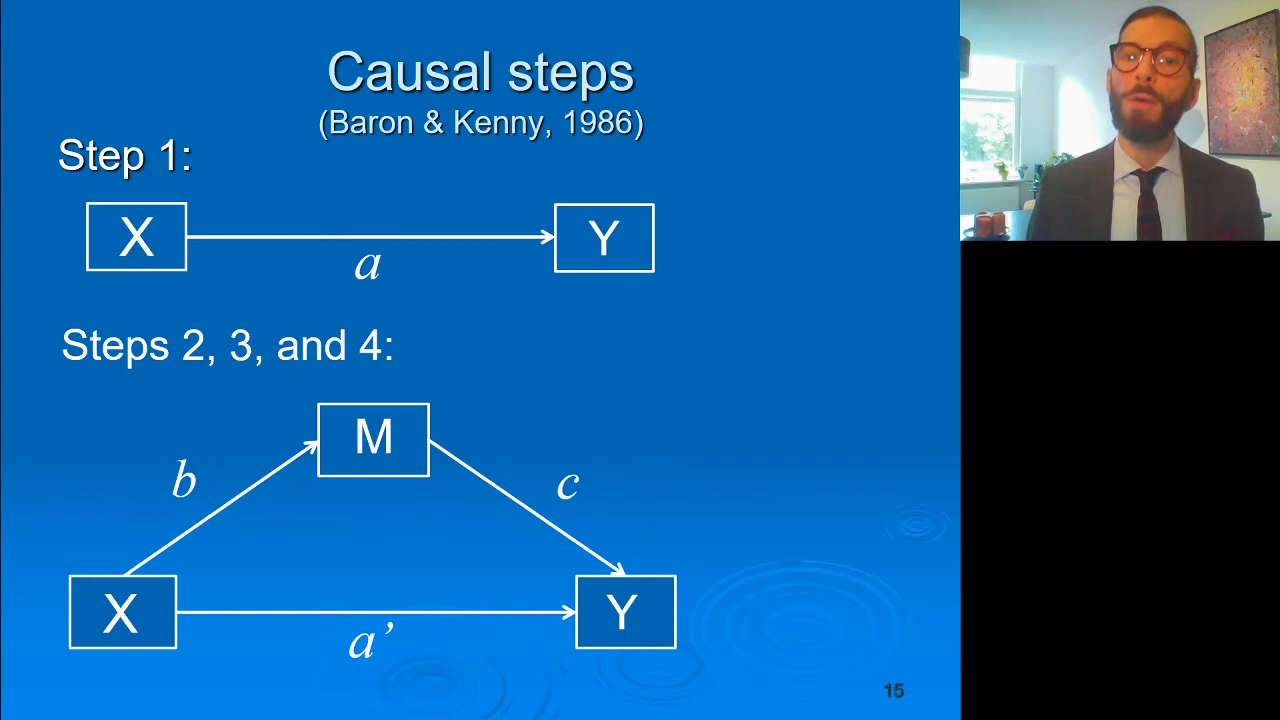 Causal steps
(Baron & Kenny, 1986)
Step 1:
X
Y
a
Steps 2, 3, and 4:
M
b
c
X
Y
a’
15